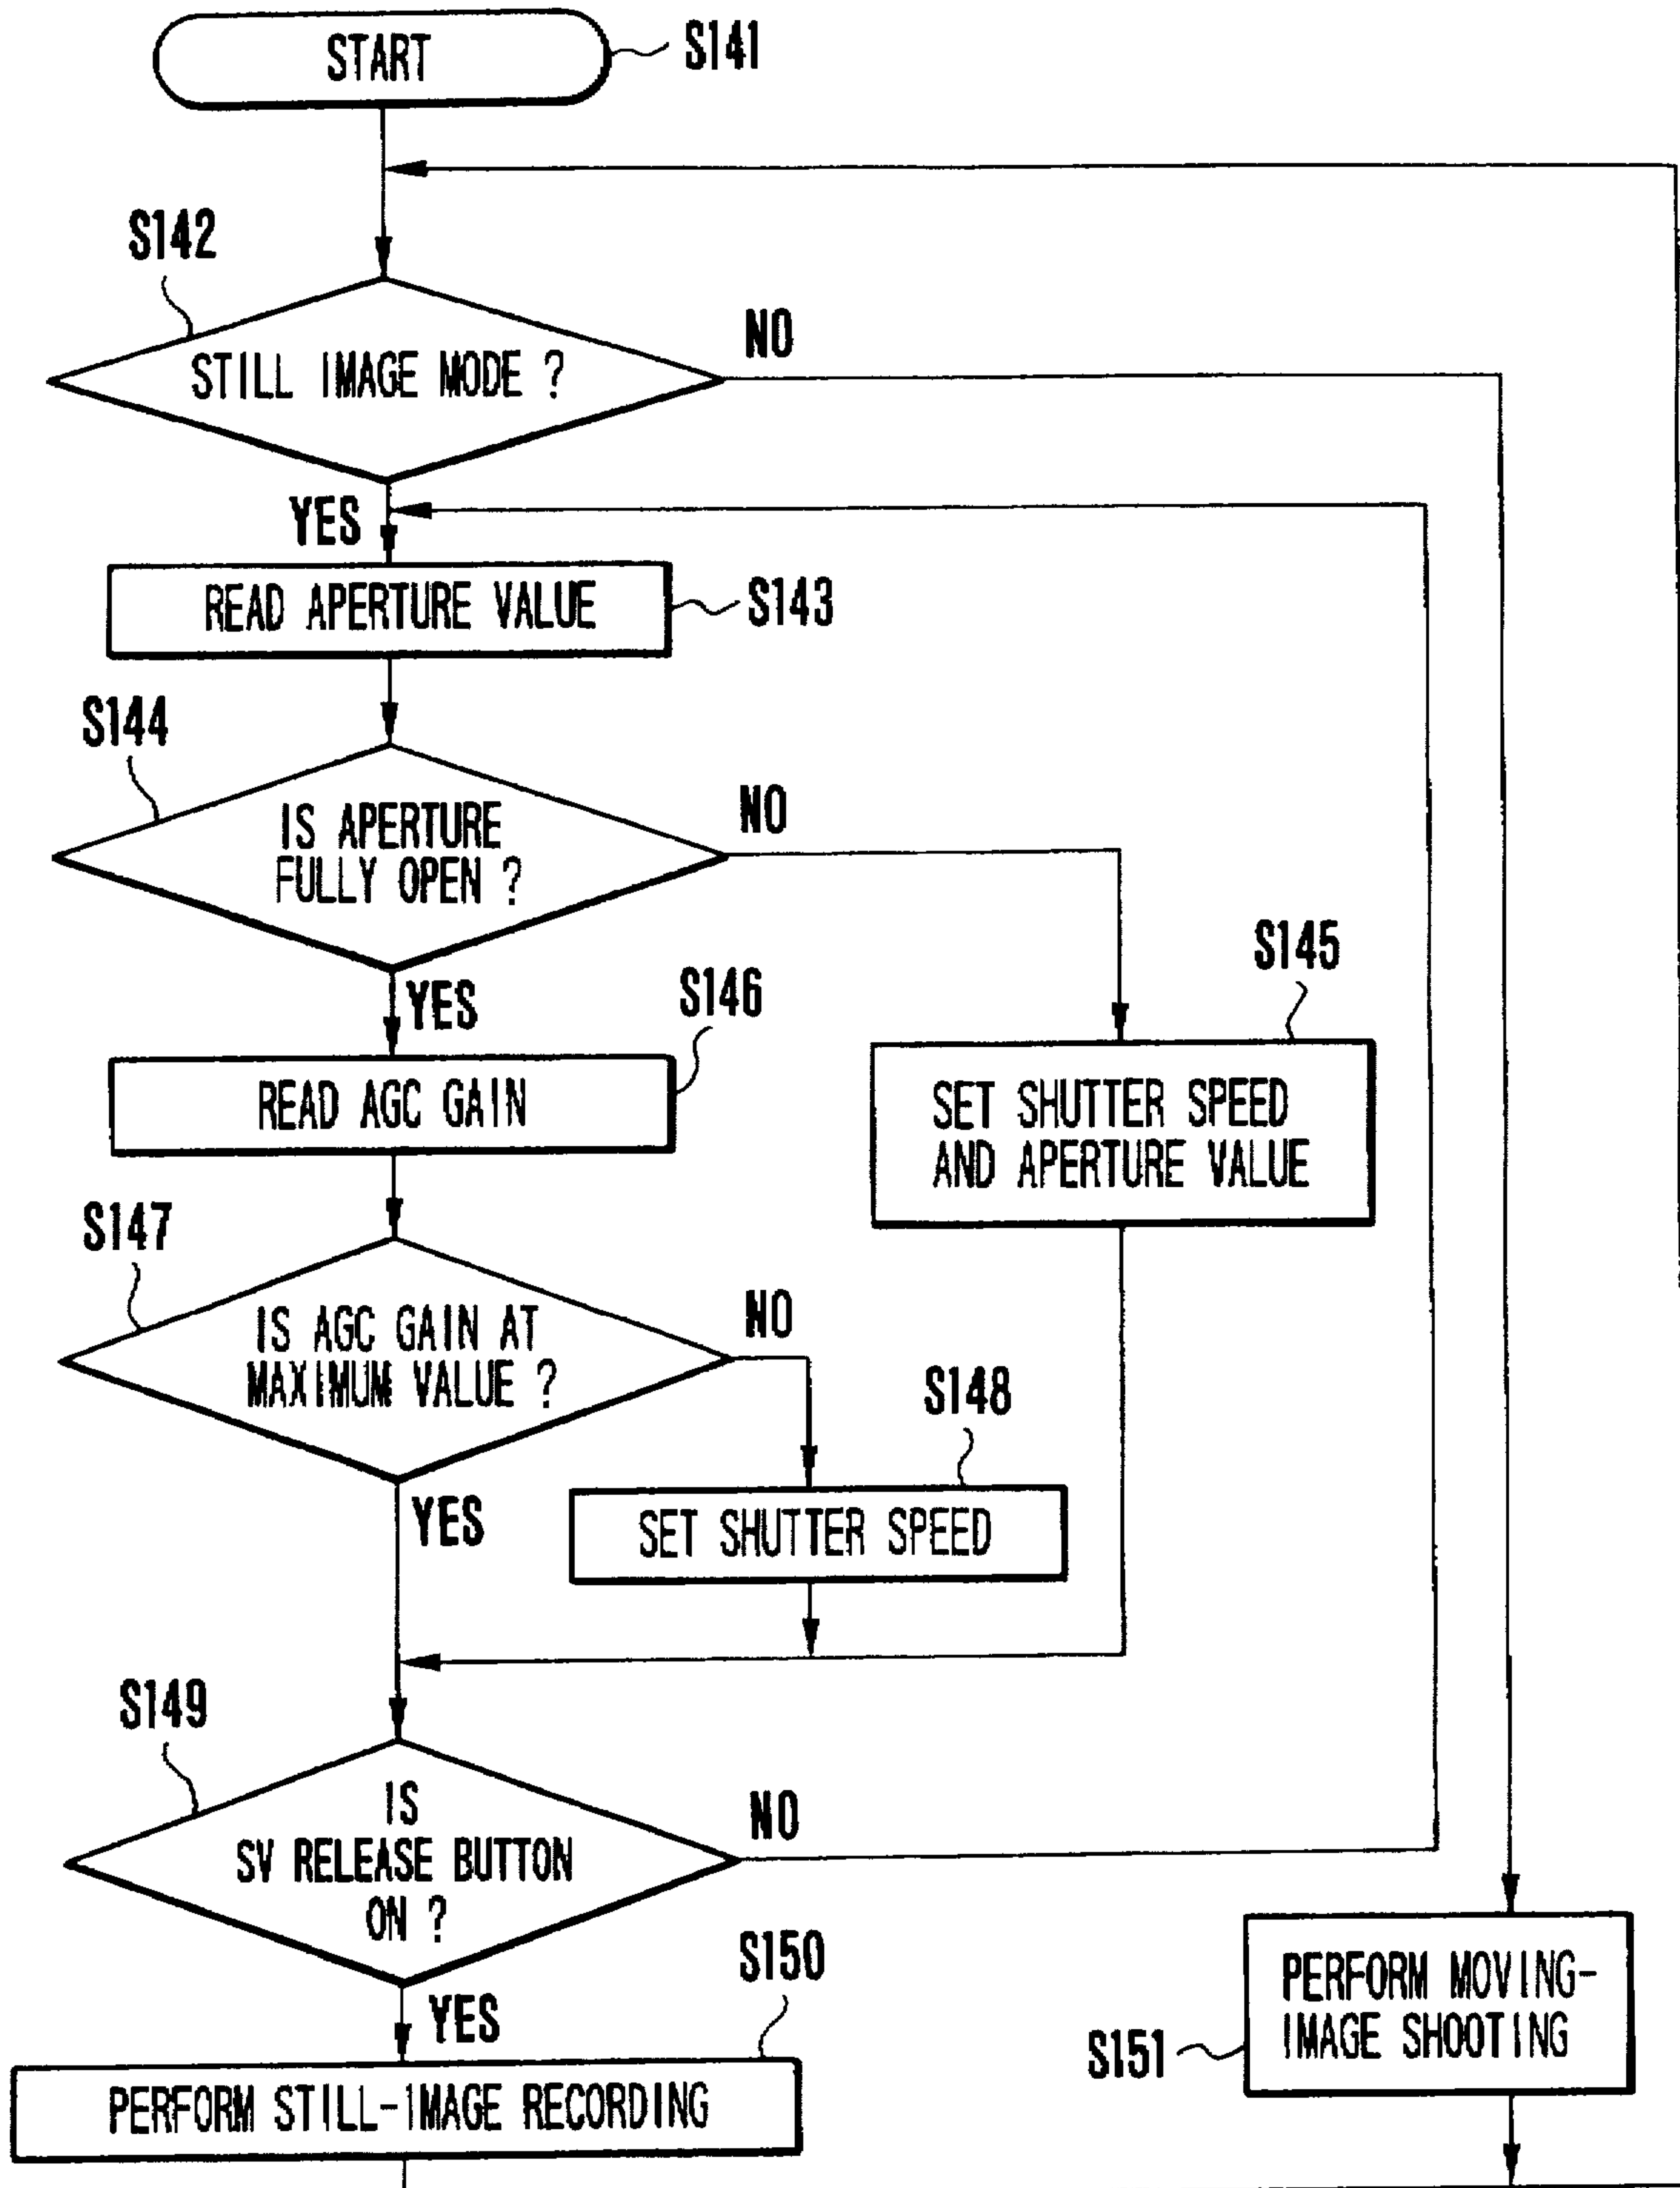 START
S141
S142
STILL IMAGE MODE ?
NO
YES
READ APERTURE VALUE
S143
S144
IS APERTURE
FULLY OPEN ?
NO
YES
S145
SET SHUTTER SPEED
AND APERTURE VALUE
S146
READ AGC GAIN
S147
IS AGC GAIN AT
MAXIMUM VALUE ?
NO
YES
S148
SET SHUTTER SPEED
S149
IS
SV RELEASE BUTTON
ON ?
NO
YES
S150
PERFORM STILL-IMAGE RECORDING
S151
PERFORM MOVING-
IMAGE SHOOTING